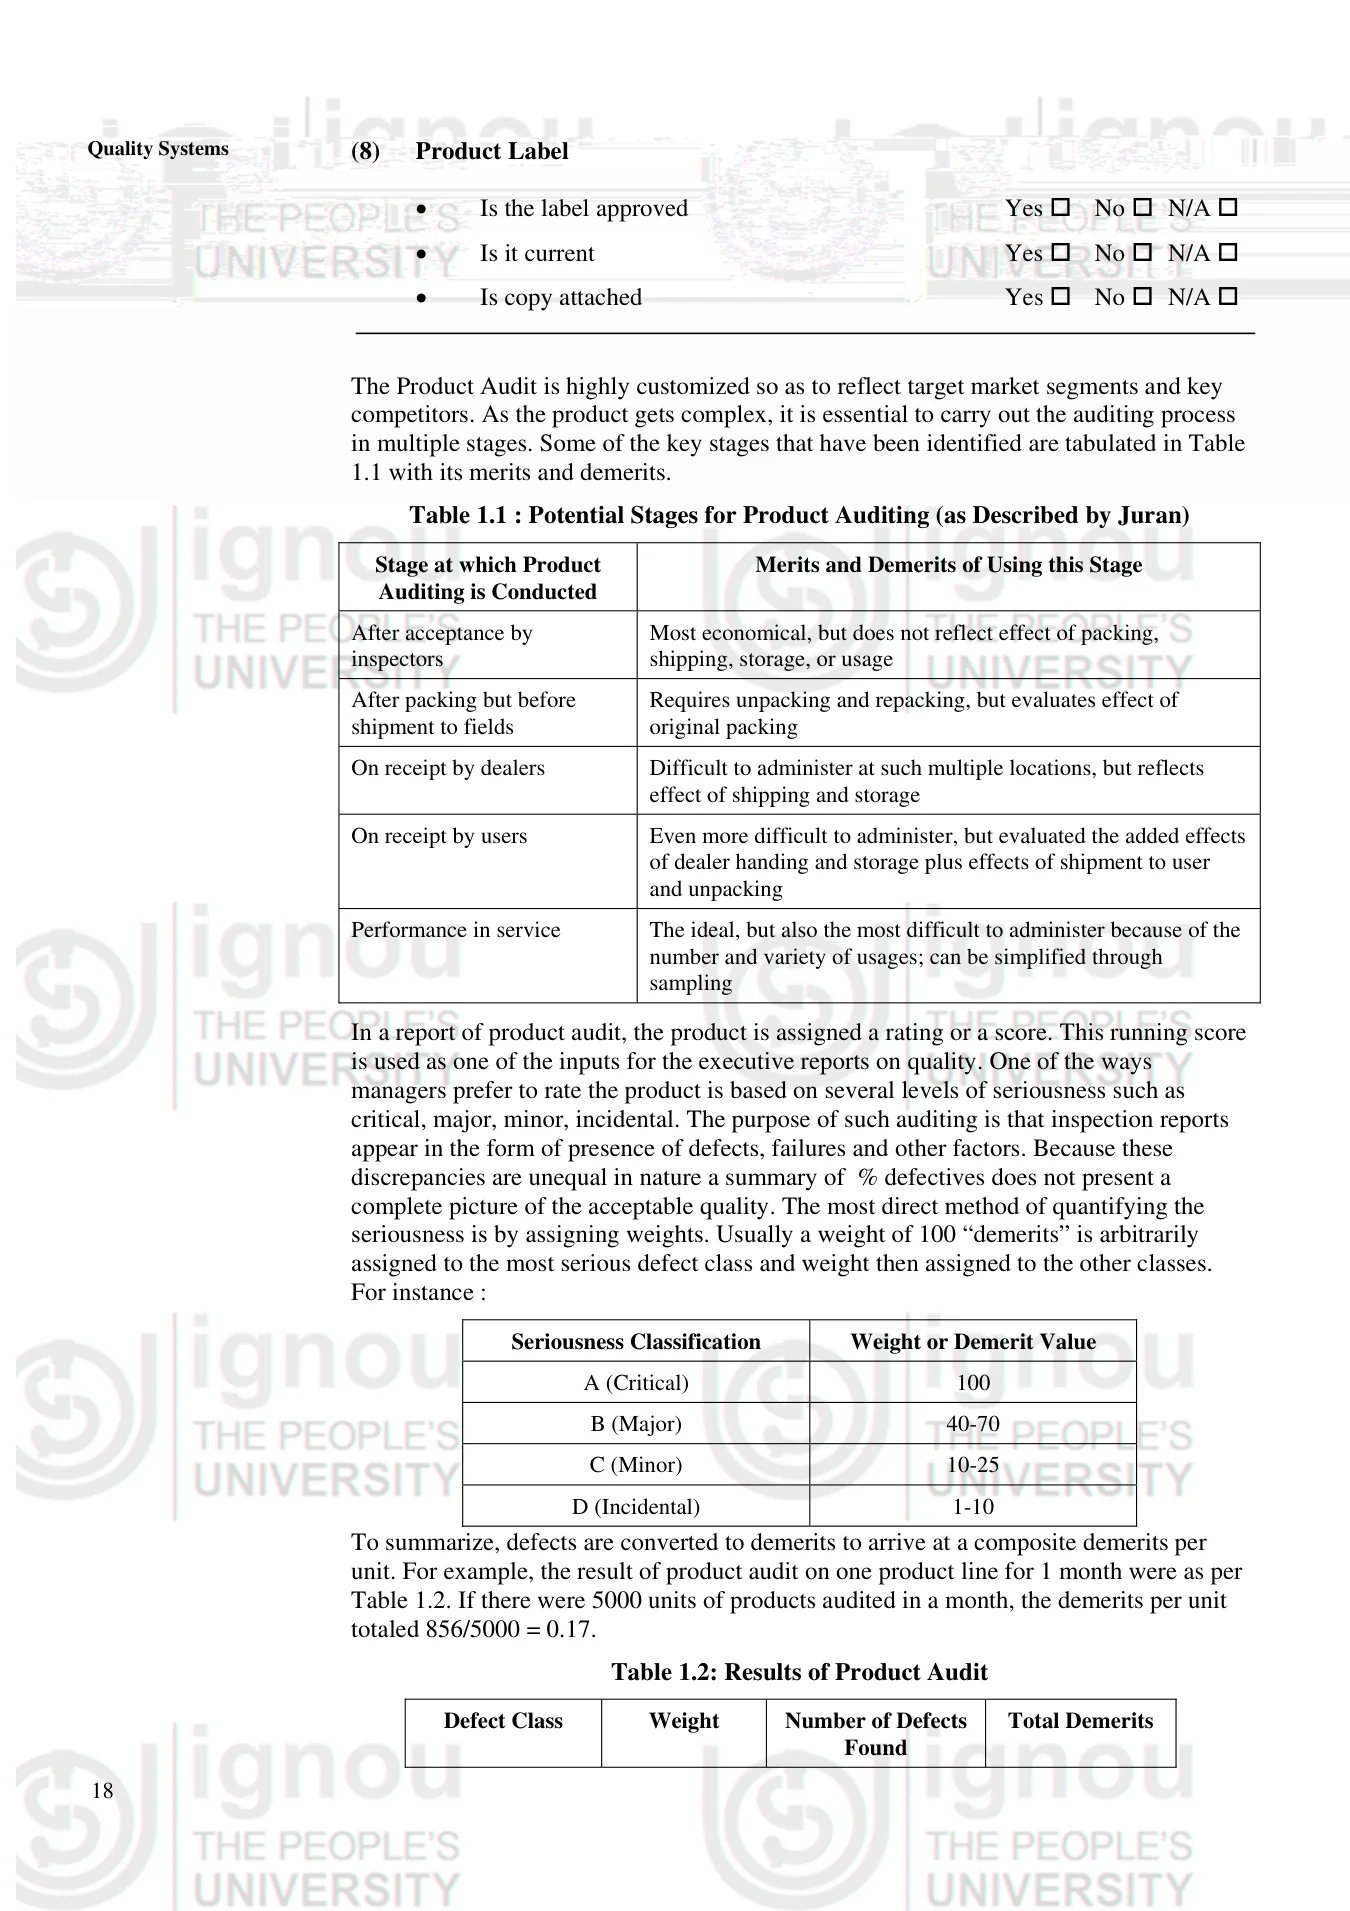 Quality Systems
(8) Product Label
• Is the label approved Yes ☐ No ☐ N/A ☐
• Is it current Yes ☐ No ☐ N/A ☐
• Is copy attached Yes ☐ No ☐ N/A ☐
The Product Audit is highly customized so as to reflect target market segments and key
competitors. As the product gets complex, it is essential to carry out the auditing process
in multiple stages. Some of the key stages that have been identified are tabulated in Table
1.1 with its merits and demerits.
Table 1.1 : Potential Stages for Product Auditing (as Described by Juran)
Stage at which Product
Auditing is Conducted
Merits and Demerits of Using this Stage
After acceptance by
inspectors
Most economical, but does not reflect effect of packing,
shipping, storage, or usage
After packing but before
shipment to fields
Requires unpacking and repacking, but evaluates effect of
original packing
On receipt by dealers
Difficult to administer at such multiple locations, but reflects
effect of shipping and storage
On receipt by users
Even more difficult to administer, but evaluated the added effects
of dealer handing and storage plus effects of shipment to user
and unpacking
Performance in service
The ideal, but also the most difficult to administer because of the
number and variety of usages; can be simplified through
sampling
In a report of product audit, the product is assigned a rating or a score. This running score
is used as one of the inputs for the executive reports on quality. One of the ways
managers prefer to rate the product is based on several levels of seriousness such as
critical, major, minor, incidental. The purpose of such auditing is that inspection reports
appear in the form of presence of defects, failures and other factors. Because these
discrepancies are unequal in nature a summary of % defectives does not present a
complete picture of the acceptable quality. The most direct method of quantifying the
seriousness is by assigning weights. Usually a weight of 100 “demerits” is arbitrarily
assigned to the most serious defect class and weight then assigned to the other classes.
For instance :
Seriousness Classification Weight or Demerit Value
A (Critical) 100
B (Major) 40-70
C (Minor) 10-25
D (Incidental) 1-10
To summarize, defects are converted to demerits to arrive at a composite demerits per
unit. For example, the result of product audit on one product line for 1 month were as per
Table 1.2. If there were 5000 units of products audited in a month, the demerits per unit
totaled 856/5000 = 0.17.
Table 1.2: Results of Product Audit
Defect Class Weight Number of Defects
Found Total Demerits
18
ignou
THE PEOPLE'S
UNIVERSITY